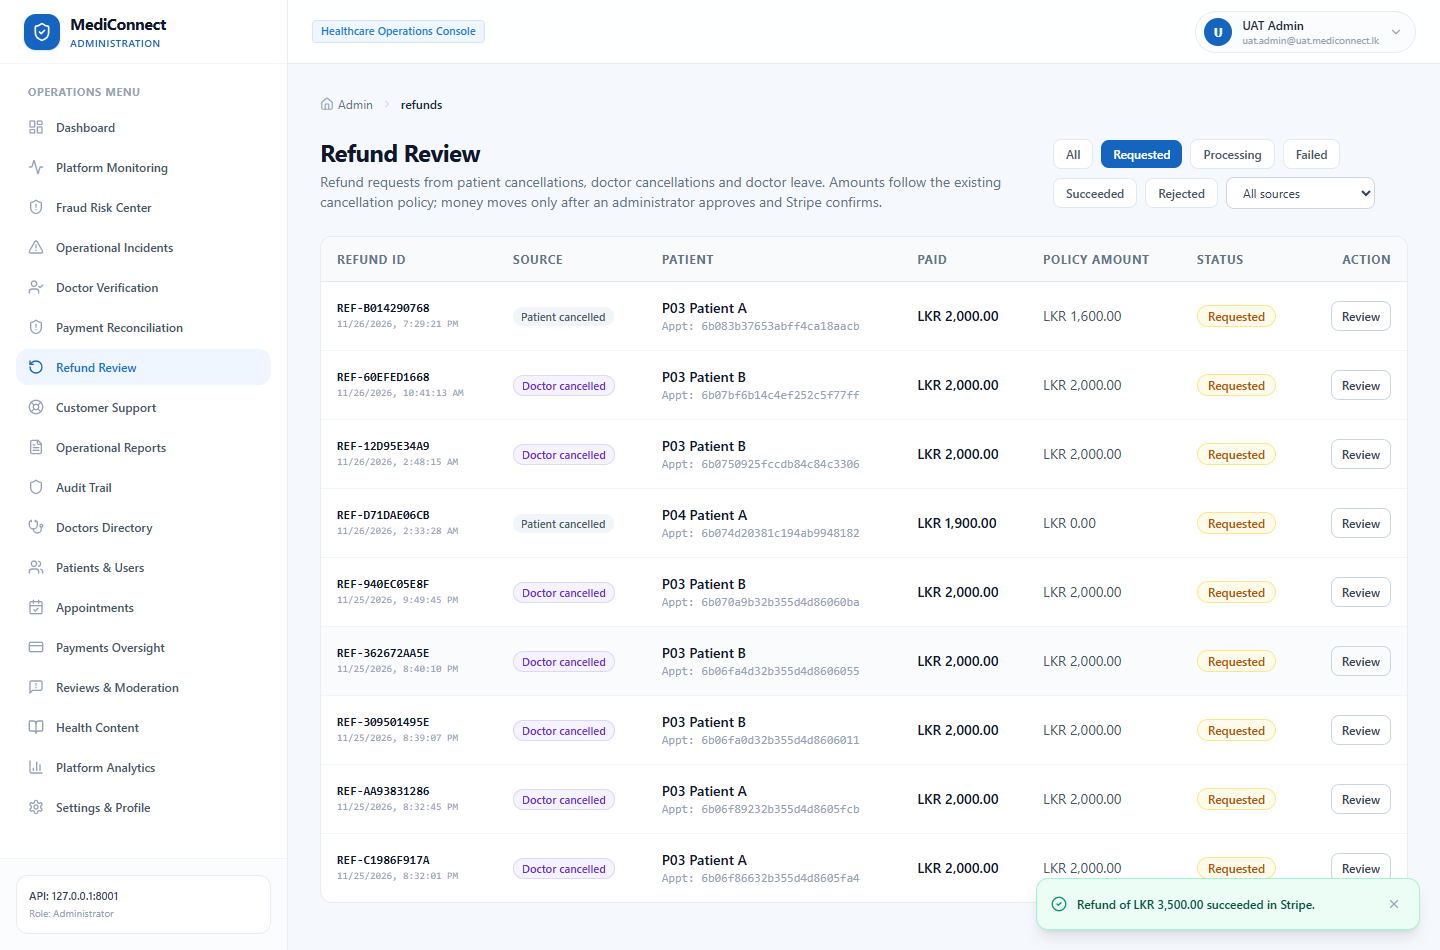 MediConnect
ADMINISTRATION
Healthcare Operations Console
U
UAT Admin
uat.admin@uat.mediconnect.lk
OPERATIONS MENU
Dashboard
Platform Monitoring
Fraud Risk Center
Operational Incidents
Doctor Verification
Payment Reconciliation
Refund Review
Customer Support
Operational Reports
Audit Trail
Doctors Directory
Patients & Users
Appointments
Payments Oversight
Reviews & Moderation
Health Content
Platform Analytics
Settings & Profile
API: 127.0.0.1:8001
Role: Administrator
Admin > refunds
Refund Review
Refund requests from patient cancellations, doctor cancellations and doctor leave. Amounts follow the existing
cancellation policy; money moves only after an administrator approves and Stripe confirms.
All Requested Processing Failed
Succeeded Rejected All sources
REFUND ID SOURCE PATIENT PAID POLICY AMOUNT STATUS ACTION
REF-B014290768
11/26/2026, 7:29:21 PM
Patient cancelled
P03 Patient A
Appt: 6b083b37653abff4ca18aacb
LKR 2,000.00 LKR 1,600.00 Requested Review
REF-60EFED1668
11/26/2026, 10:41:13 AM
Doctor cancelled
P03 Patient B
Appt: 6b07bf6b14c4ef252c5f77ff
LKR 2,000.00 LKR 2,000.00 Requested Review
REF-12D95E34A9
11/26/2026, 2:48:15 AM
Doctor cancelled
P03 Patient B
Appt: 6b0750925fccdb84c84c3306
LKR 2,000.00 LKR 2,000.00 Requested Review
REF-D71DAE06CB
11/26/2026, 2:33:28 AM
Patient cancelled
P04 Patient A
Appt: 6b074d20381c194ab9948182
LKR 1,900.00 LKR 0.00 Requested Review
REF-940EC05E8F
11/25/2026, 9:49:45 PM
Doctor cancelled
P03 Patient B
Appt: 6b070a9b32b355d4d86060ba
LKR 2,000.00 LKR 2,000.00 Requested Review
REF-362672AA5E
11/25/2026, 8:40:10 PM
Doctor cancelled
P03 Patient B
Appt: 6b06fa4d32b355d4d8606055
LKR 2,000.00 LKR 2,000.00 Requested Review
REF-309501495E
11/25/2026, 8:39:07 PM
Doctor cancelled
P03 Patient B
Appt: 6b06fa0d32b355d4d8606011
LKR 2,000.00 LKR 2,000.00 Requested Review
REF-AA93831286
11/25/2026, 8:32:45 PM
Doctor cancelled
P03 Patient A
Appt: 6b06f89232b355d4d8605fcb
LKR 2,000.00 LKR 2,000.00 Requested Review
REF-C1986F917A
11/25/2026, 8:32:01 PM
Doctor cancelled
P03 Patient A
Appt: 6b06f86632b355d4d8605fa4
LKR 2,000.00 LKR 2,000.00 Requested Review
Refund of LKR 3,500.00 succeeded in Stripe.